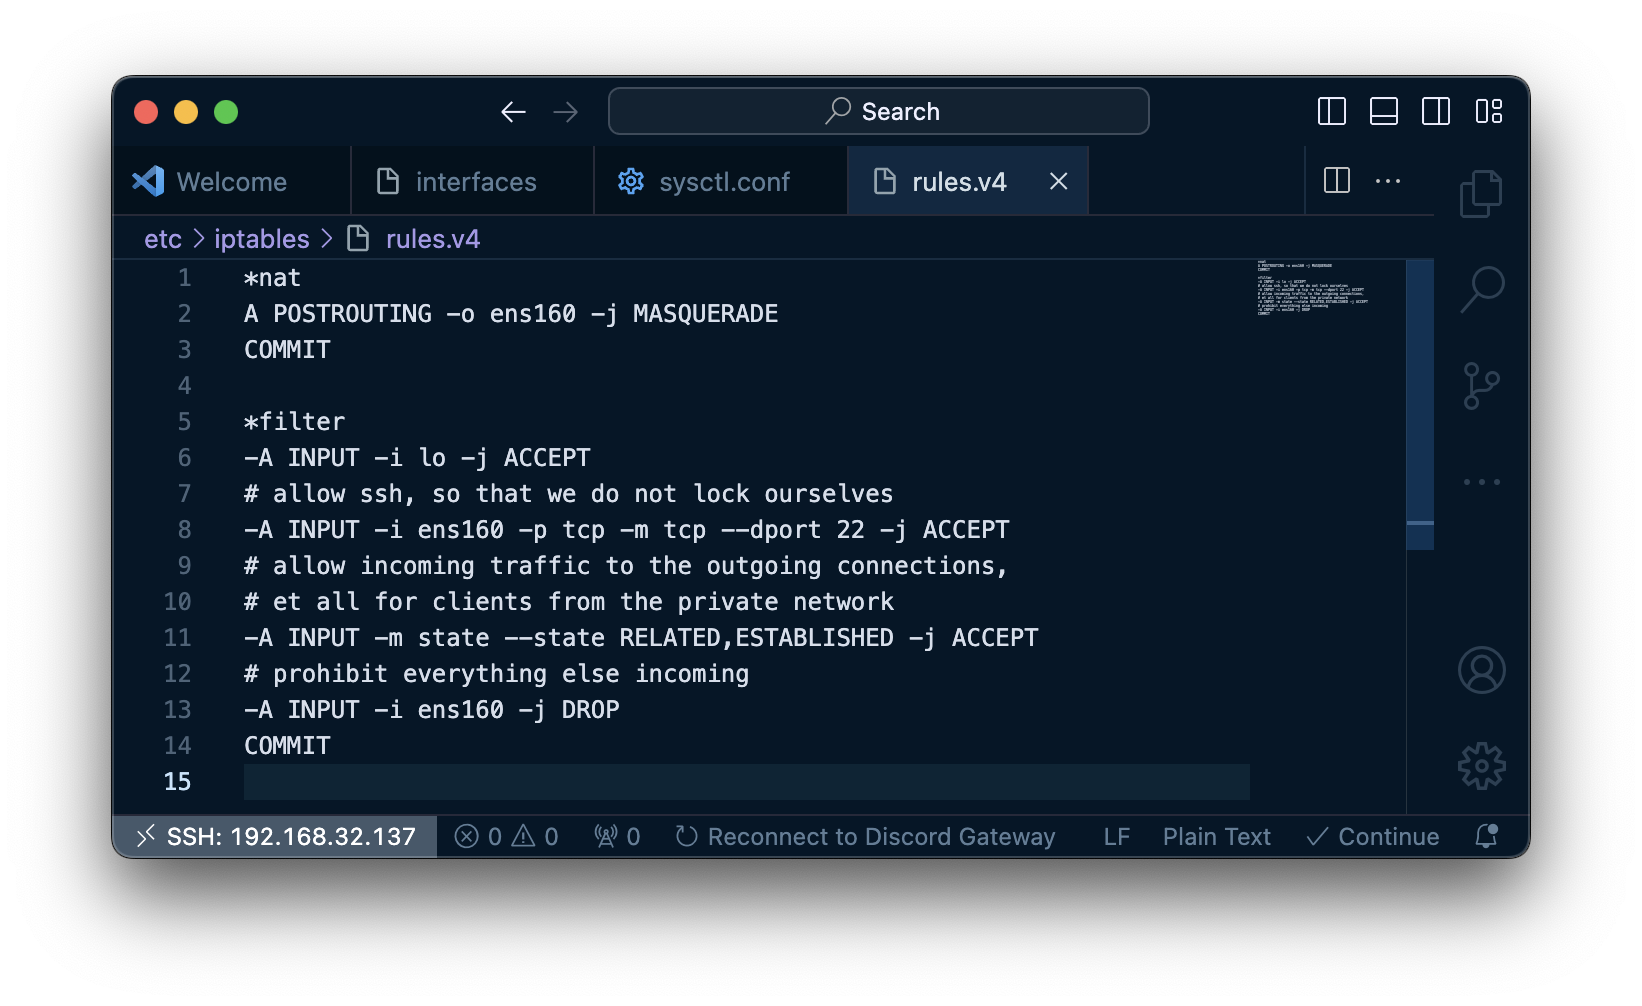 Search
Welcome
interfaces
sysctl.conf
rules.v4
etc > iptables > rules.v4
1 *nat
2 A POSTROUTING -o ens160 -j MASQUERADE
3 COMMIT
4
5 *filter
6 -A INPUT -i lo -j ACCEPT
7 # allow ssh, so that we do not lock ourselves
8 -A INPUT -i ens160 -p tcp -m tcp --dport 22 -j ACCEPT
9 # allow incoming traffic to the outgoing connections,
10 # et all for clients from the private network
11 -A INPUT -m state --state RELATED,ESTABLISHED -j ACCEPT
12 # prohibit everything else incoming
13 -A INPUT -i ens160 -j DROP
14 COMMIT
15
SSH: 192.168.32.137 0 0 0 Reconnect to Discord Gateway LF Plain Text Continue